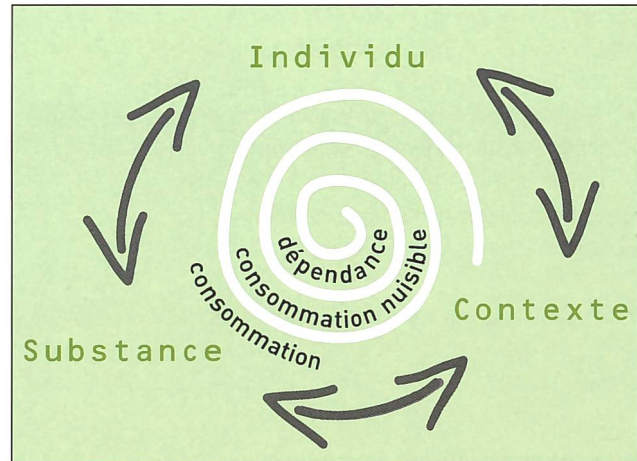 Individu
dépendance
consommation nuisible
consommation
Contexte
Substance